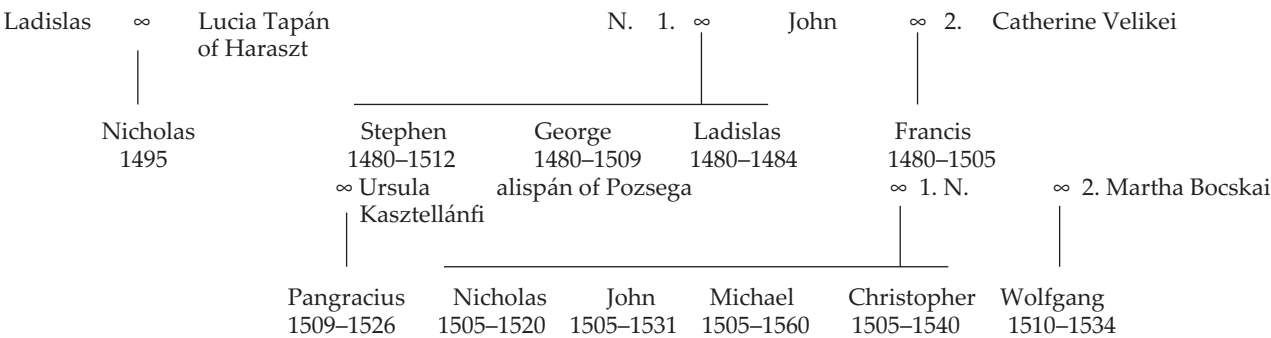 Ladislas ∞ Lucia Tapán N. 1. ∞ John ∞ 2. Catherine Velikei
of Haraszt
Nicholas Stephen George Ladislas Francis
1495 1480–1512 1480–1509 1480–1484 1480–1505
∞ Ursula alispán of Pozsega ∞ 1. N. ∞ 2. Martha Bocskai
Kasztellánfi
Pangracius Nicholas John Michael Christopher Wolfgang
1509–1526 1505–1520 1505–1531 1505–1560 1505–1540 1510–1534